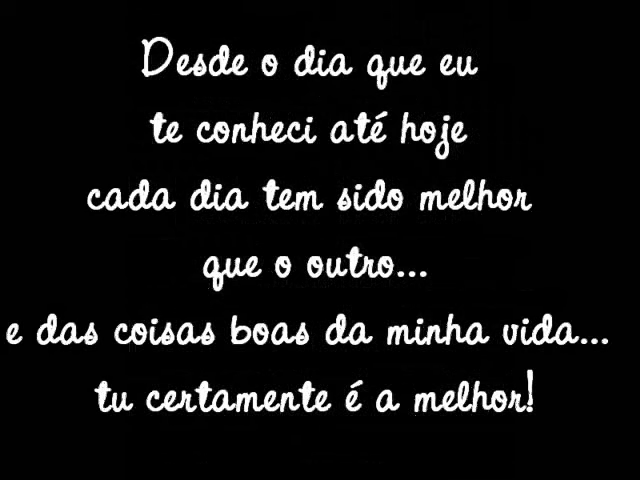 Desde o dia que eu
te conheci até hoje
cada dia tem sido melhor
que o outro...
e das coisas boas da minha vida...
tu certamente é a melhor!